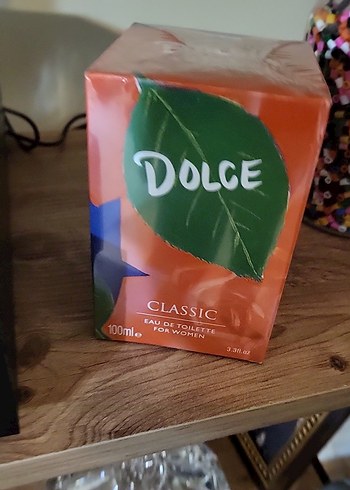 DOLCE
CLASSIC
EAU DE TOILETTE
FOR WOMEN
100ml e
3.3fl.oz